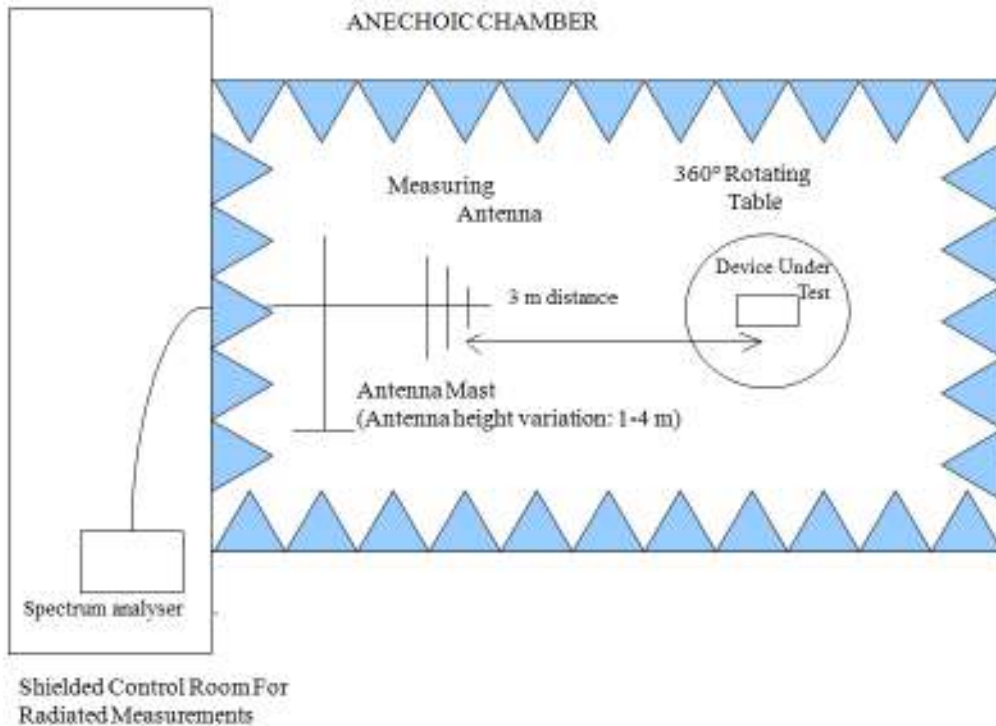 ANECHOIC CHAMBER
Measuring
Antenna
360° Rotating
Table
Device Under
Test
3 m distance
Antenna Mast
(Antenna height variation: 1-4 m)
Spectrum analyser
Shielded Control Room For
Radiated Measurements